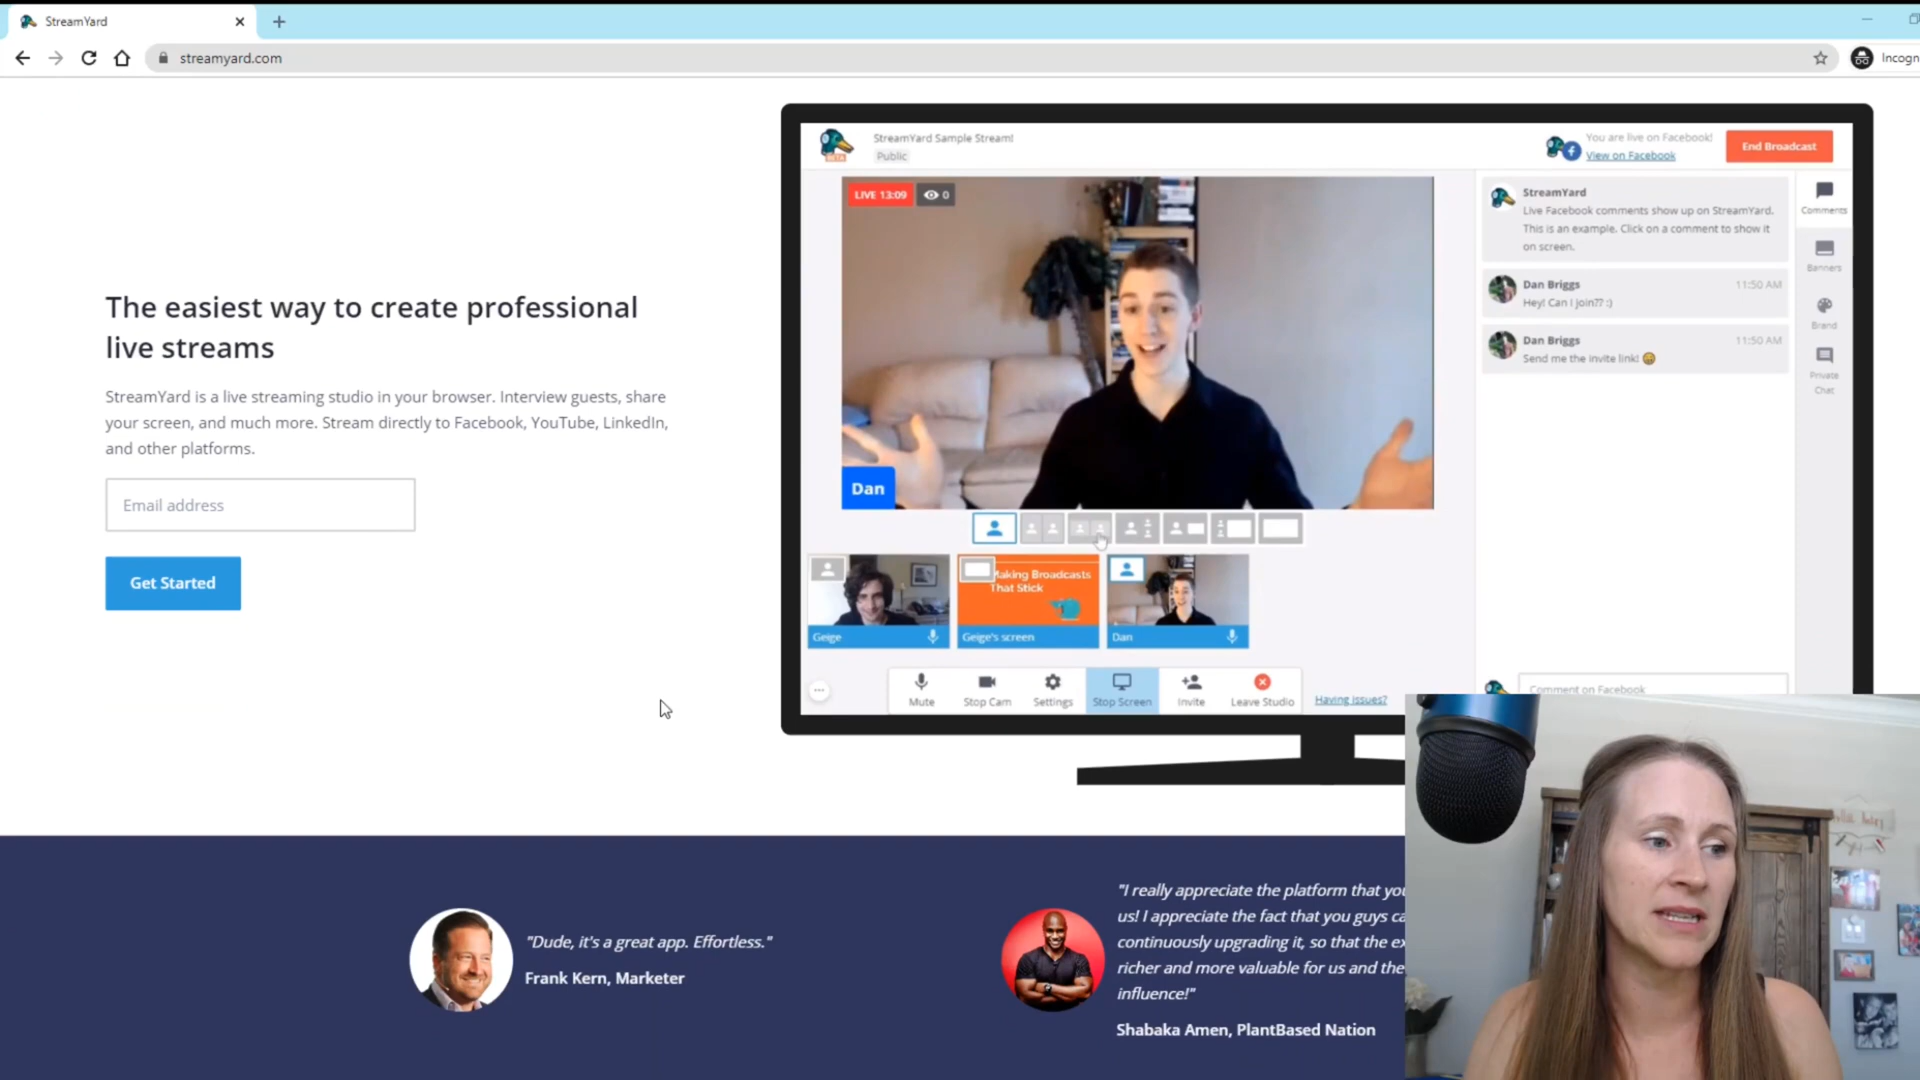 StreamYard
streamyard.com
Incogn
The easiest way to create professional
live streams
StreamYard is a live streaming studio in your browser. Interview guests, share
your screen, and much more. Stream directly to Facebook, YouTube, LinkedIn,
and other platforms.
Email address
Get Started
BETA
StreamYard Sample Stream!
Public
You are live on Facebook!
View on Facebook
End Broadcast
LIVE 13:09
0
Dan
StreamYard
Live Facebook comments show up on StreamYard.
This is an example. Click on a comment to show it
on screen.
Dan Briggs 11:50 AM
Hey! Can I join?? :)
Dan Briggs 11:50 AM
Send me the invite link!
Comments
Banners
Brand
Private
Chat
Making Broadcasts
That Stick
Geige
Geige's screen
Dan
Mute
Stop Cam
Settings
Stop Screen
Invite
Leave Studio
Having issues?
Comment on Facebook
"Dude, it's a great app. Effortless."
Frank Kern, Marketer
"I really appreciate the platform that you
us! I appreciate the fact that you guys ca
continuously upgrading it, so that the ex
richer and more valuable for us and the
influence!"
Shabaka Amen, PlantBased Nation